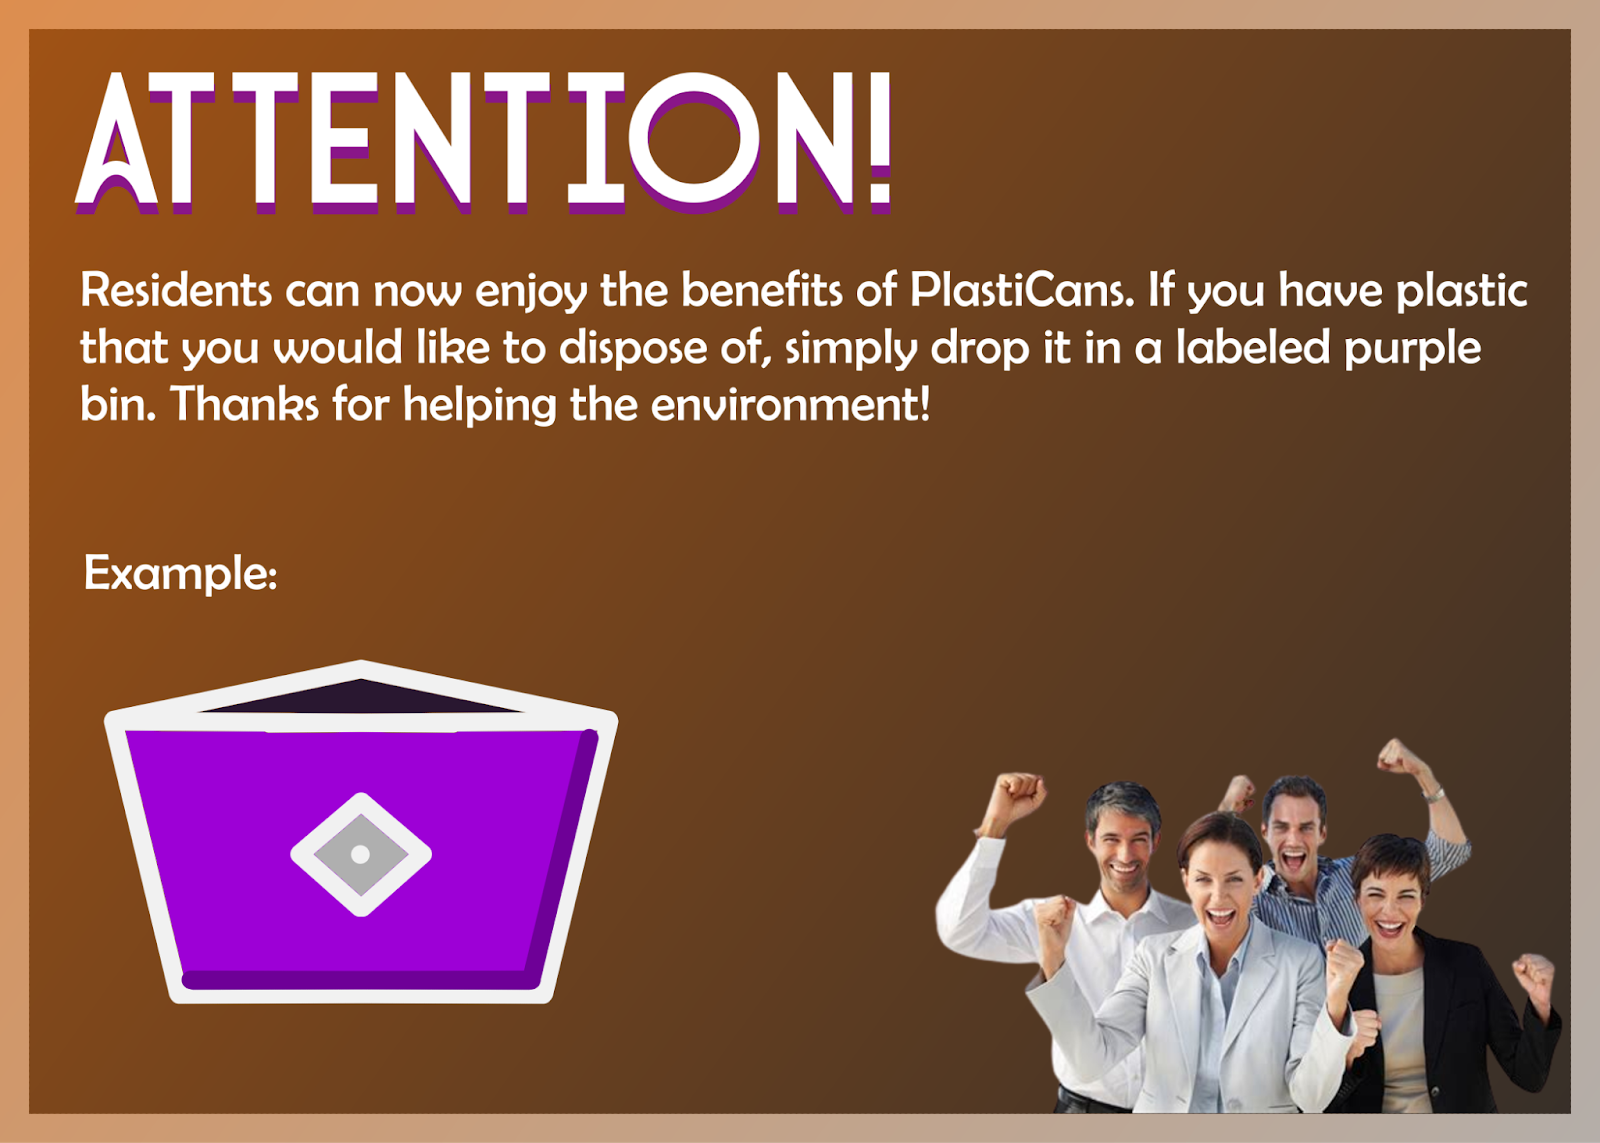 ATTENTION!
Residents can now enjoy the benefits of PlastiCans. If you have plastic
that you would like to dispose of, simply drop it in a labeled purple
bin. Thanks for helping the environment!
Example: